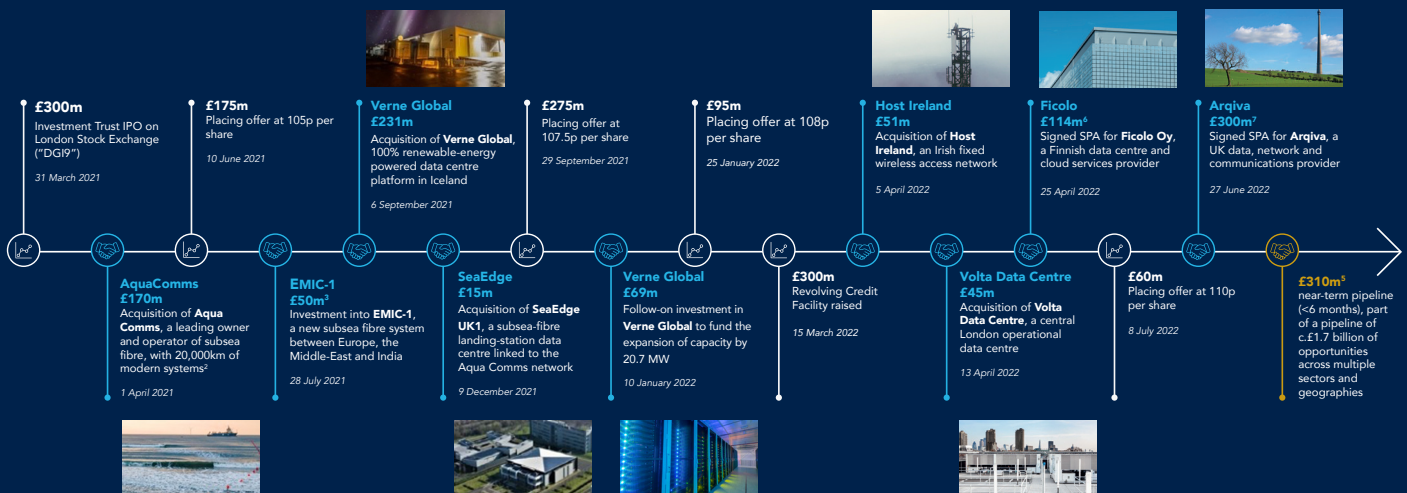 £300m
Investment Trust IPO on
London Stock Exchange
("DGI9")
31 March 2021
£175m
Placing offer at 105p per
share
10 June 2021
Verne Global
£231m
Acquisition of Verne Global,
100% renewable-energy
powered data centre
platform in Iceland
6 September 2021
£275m
Placing offer at
107.5p per share
29 September 2021
£95m
Placing offer at 108p
per share
25 January 2022
Host Ireland
£51m
Acquisition of Host
Ireland, an Irish fixed
wireless access network
5 April 2022
Ficolo
£114m⁶
Signed SPA for Ficolo Oy,
a Finnish data centre and
cloud services provider
25 April 2022
Arqiva
£300m⁷
Signed SPA for Arqiva, a
UK data, network and
communications provider
27 June 2022
AquaComms
£170m
Acquisition of Aqua
Comms, a leading owner
and operator of subsea
fibre, with 20,000km of
modern systems²
1 April 2021
EMIC-1
£50m³
Investment into EMIC-1,
a new subsea fibre system
between Europe, the
Middle-East and India
28 July 2021
SeaEdge
£15m
Acquisition of SeaEdge
UK1, a subsea-fibre
landing-station data
centre linked to the
Aqua Comms network
9 December 2021
Verne Global
£69m
Follow-on investment in
Verne Global to fund the
expansion of capacity by
20.7 MW
10 January 2022
£300m
Revolving Credit
Facility raised
15 March 2022
Volta Data Centre
£45m
Acquisition of Volta
Data Centre, a central
London operational
data centre
13 April 2022
£60m
Placing offer at 110p
per share
8 July 2022
£310m⁵
near-term pipeline
(<6 months), part
of a pipeline of
c.£1.7 billion of
opportunities
across multiple
sectors and
geographies